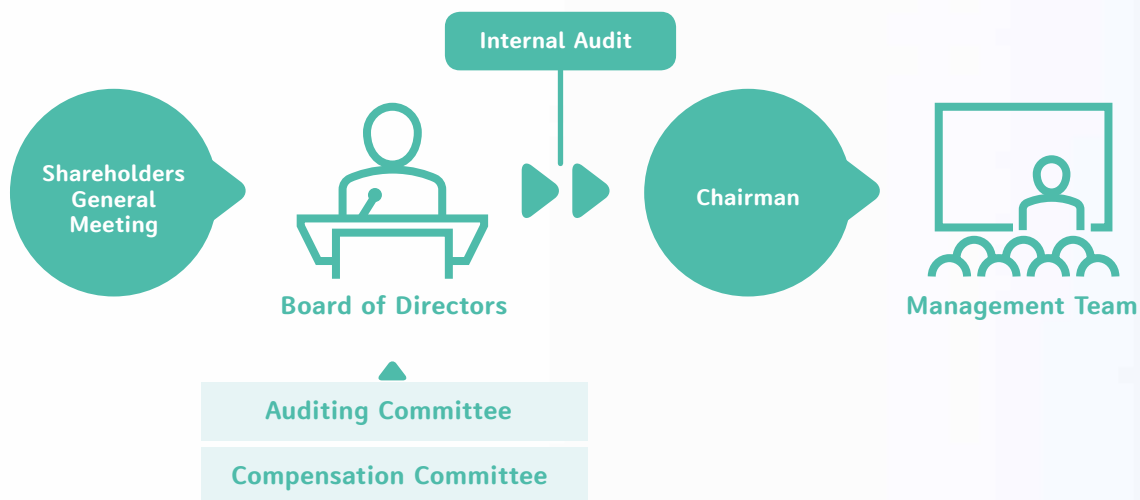 Internal Audit
Shareholders
General
Meeting
Chairman
Board of Directors
Management Team
Auditing Committee
Compensation Committee